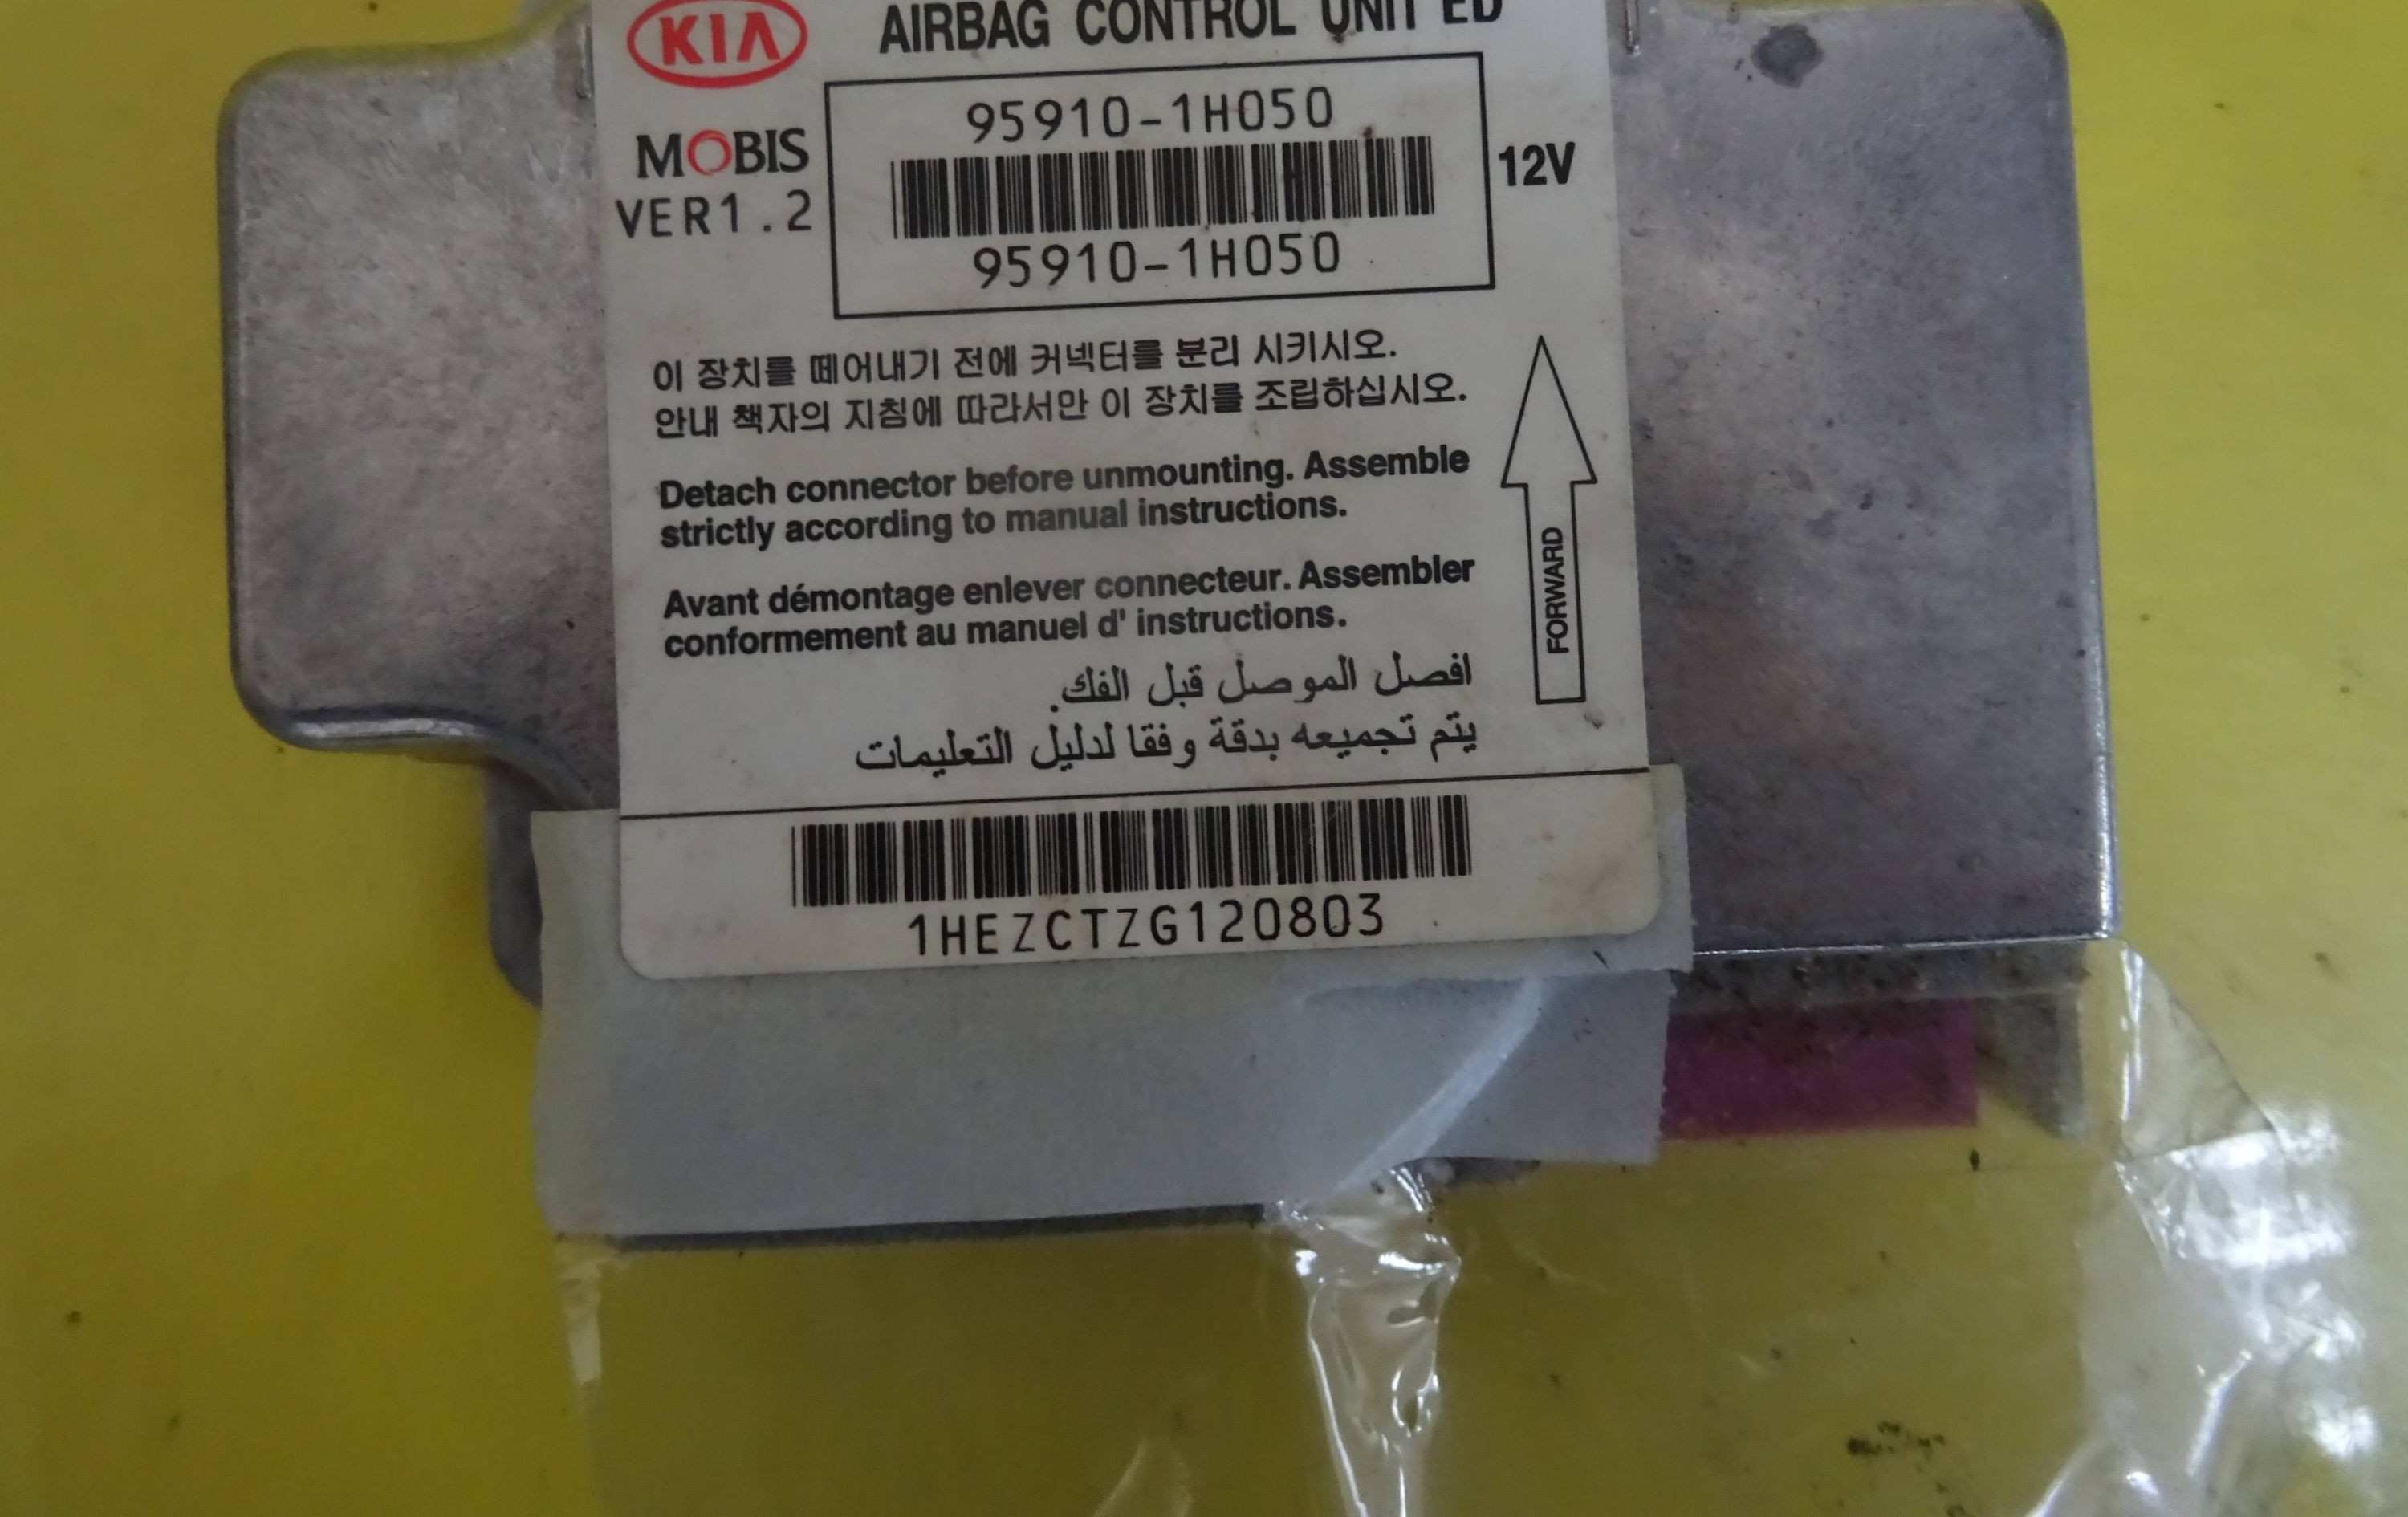 KIA
AIRBAG CONTROL UNIT ED
95910-1H050
MOBIS
VER1.2
12V
95910-1H050
이 장치를 떼어내기 전에 커넥터를 분리 시키시오.
안내 책자의 지침에 따라서만 이 장치를 조립하십시오.
Detach connector before unmounting. Assemble
strictly according to manual instructions.
Avant démontage enlever connecteur. Assembler
conformement au manuel d' instructions.
FORWARD
افصل الموصل قبل الفك.
يتم تجميعه بدقة وفقا لدليل التعليمات
1HEZCTZG120803